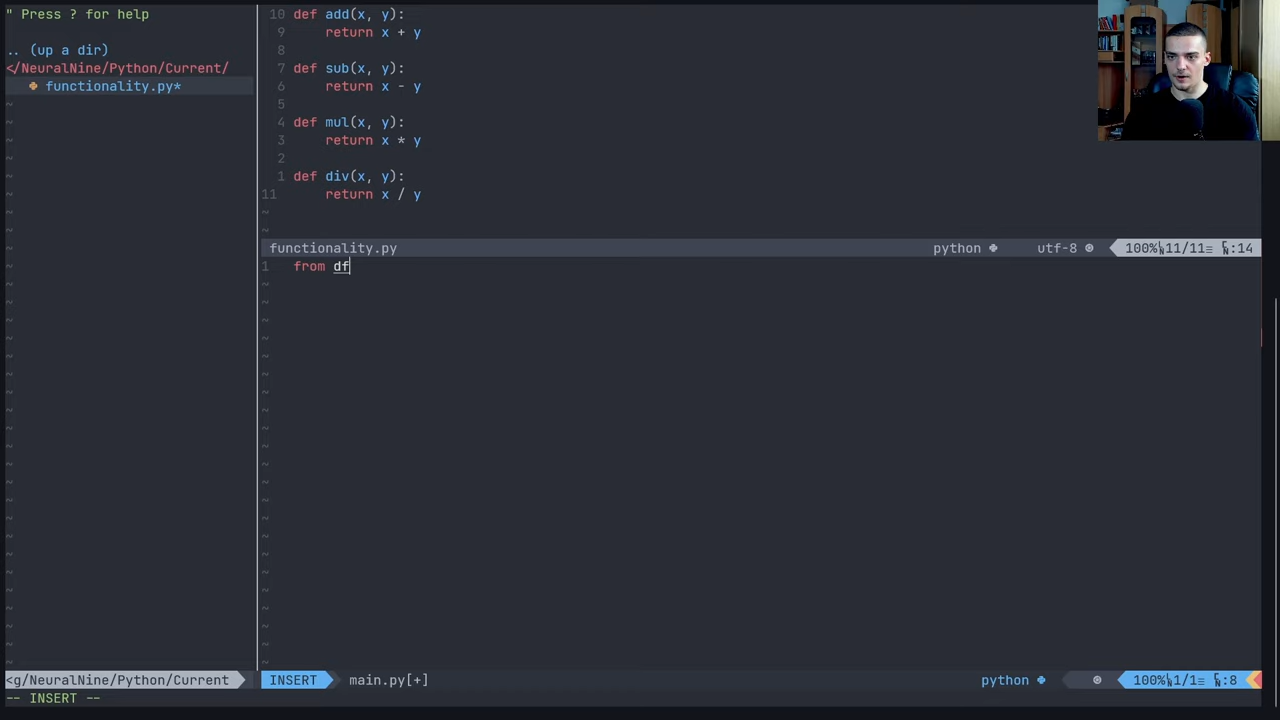 " Press ? for help
.. (up a dir)
</NeuralNine/Python/Current/
functionality.py*
10 def add(x, y):
9 return x + y
8
7 def sub(x, y):
6 return x - y
5
4 def mul(x, y):
3 return x * y
2
1 def div(x, y):
11 return x / y
functionality.py python utf-8 100% 11/11 :14
1 from df
<g/NeuralNine/Python/Current INSERT main.py[+] python 100% 1/1 :8
-- INSERT --